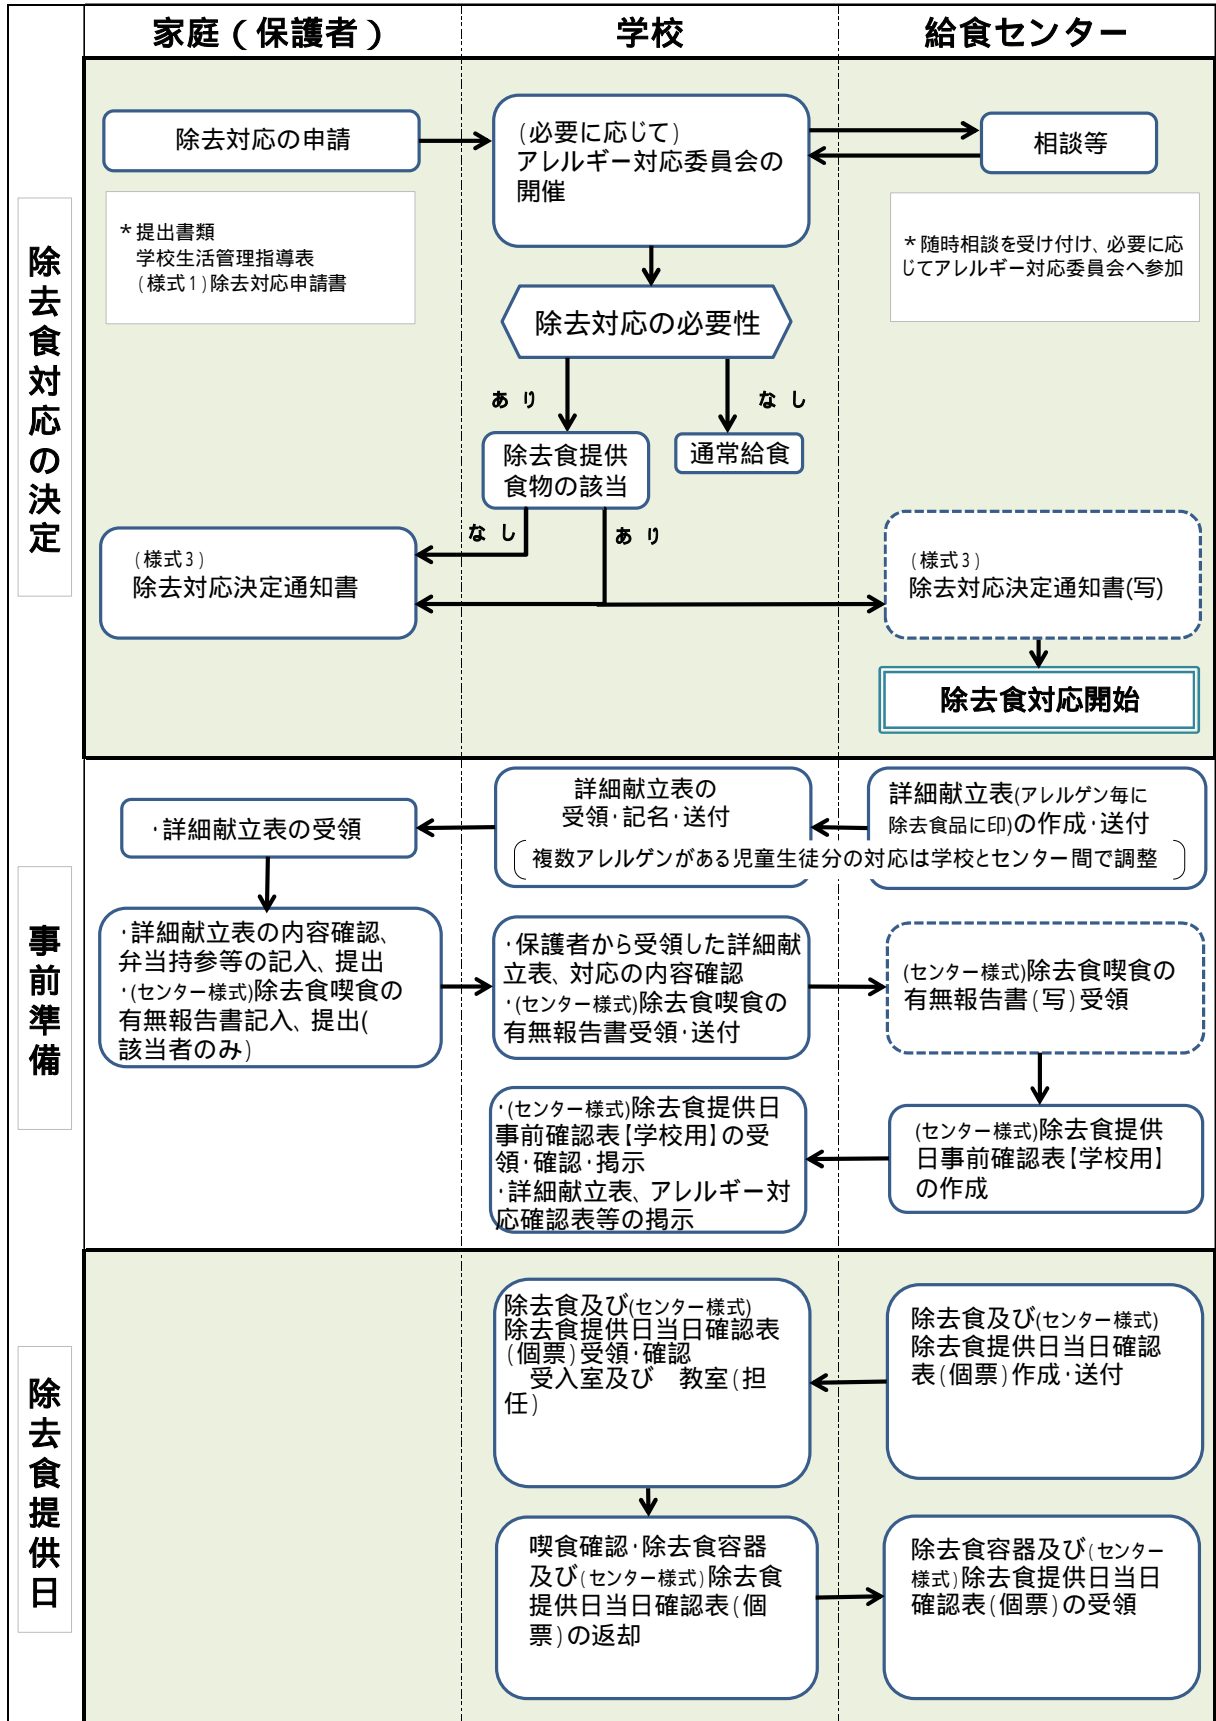 家庭（保護者）
学校
給食センター
除去食対応の決定
除去対応の申請
*提出書類
学校生活管理指導表
(様式1)除去対応申請書
(必要に応じて)
アレルギー対応委員会の
開催
相談等
*随時相談を受け付け、必要に応
じてアレルギー対応委員会へ参加
除去対応の必要性
あり
なし
除去食提供
食物の該当
通常給食
なし
あり
(様式3)
除去対応決定通知書
(様式3)
除去対応決定通知書(写)
除去食対応開始
事前準備
詳細献立表(アレルゲン毎に
除去食品に印)の作成・送付
詳細献立表の
受領・記名・送付
・詳細献立表の受領
(複数アレルゲンがある児童生徒分の対応は学校とセンター間で調整)
・詳細献立表の内容確認、
弁当持参等の記入、提出
・(センター様式)除去食喫食の
有無報告書記入、提出(
該当者のみ)
・保護者から受領した詳細献
立表、対応の内容確認
・(センター様式)除去食喫食の
有無報告書受領・送付
(センター様式)除去食喫食の
有無報告書(写)受領
・(センター様式)除去食提供日
事前確認表【学校用】の受
領・確認・掲示
・詳細献立表、アレルギー対
応確認表等の掲示
(センター様式)除去食提供
日事前確認表【学校用】
の作成
除去食提供日
除去食及び(センター様式)
除去食提供日当日確認表
(個票)受領・確認
受入室及び　教室(担
任)
除去食及び(センター様式)
除去食提供日当日確認
表(個票)作成・送付
喫食確認・除去食容器
及び(センター様式)除去食
提供日当日確認表(個
票)の返却
除去食容器及び(センター
様式)除去食提供日当日
確認表(個票)の受領